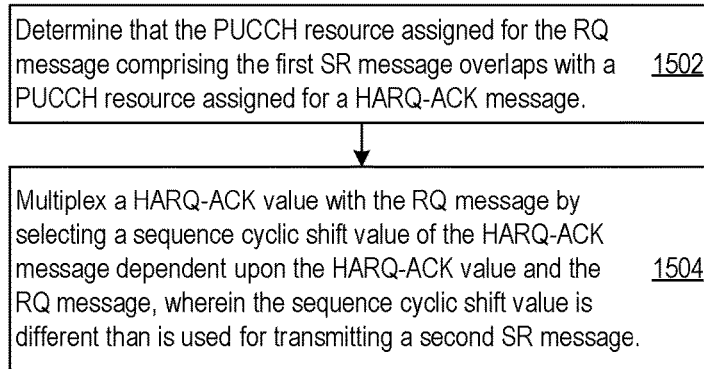 Determine that the PUCCH resource assigned for the RQ
message comprising the first SR message overlaps with a
PUCCH resource assigned for a HARQ-ACK message.
1502
Multiplex a HARQ-ACK value with the RQ message by
selecting a sequence cyclic shift value of the HARQ-ACK
message dependent upon the HARQ-ACK value and the
RQ message, wherein the sequence cyclic shift value is
different than is used for transmitting a second SR message.
1504